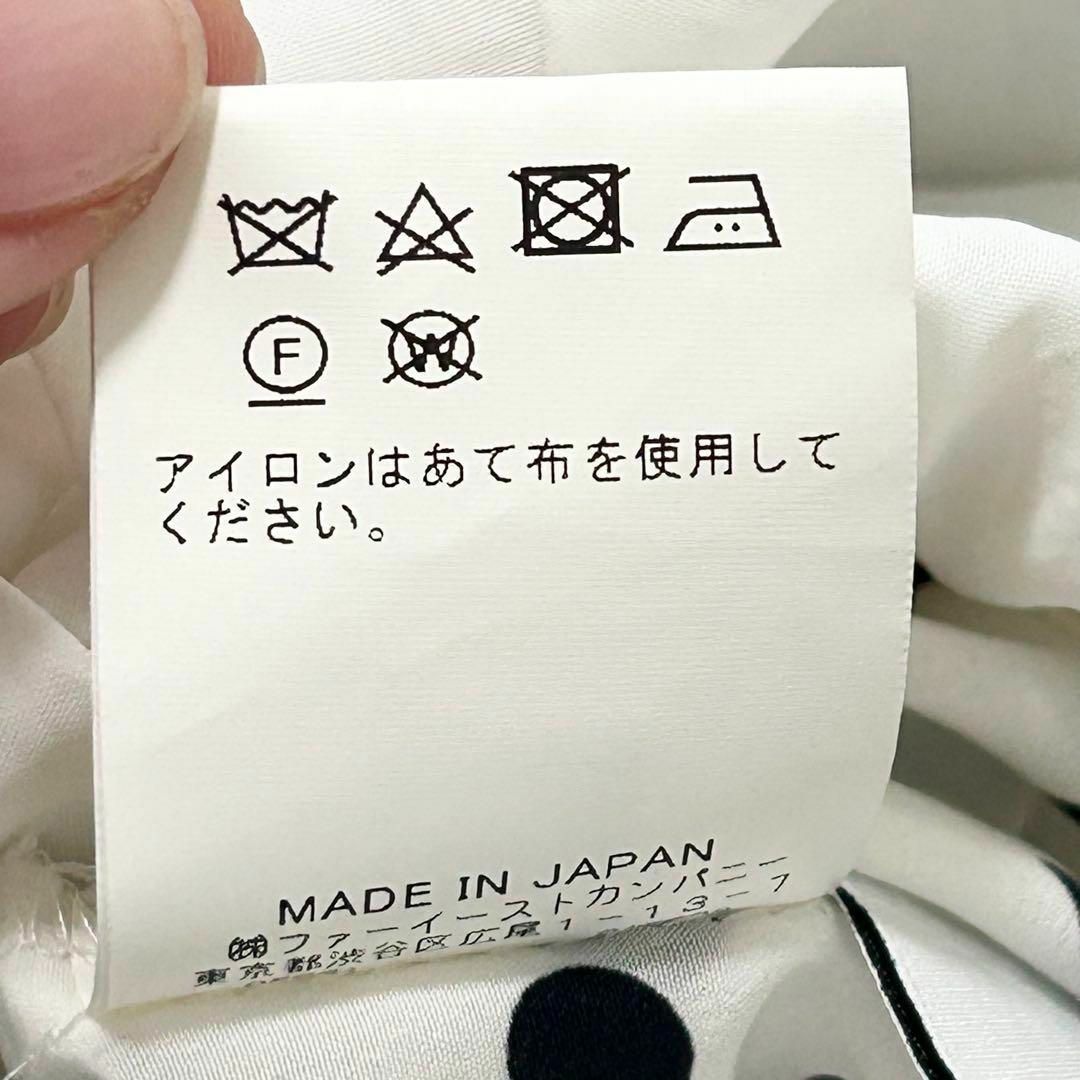 F
W
アイロンはあて布を使用して
ください。
MADE IN JAPAN
㈱ファーイーストカンパニー
東京都渋谷区広尾1-13-7